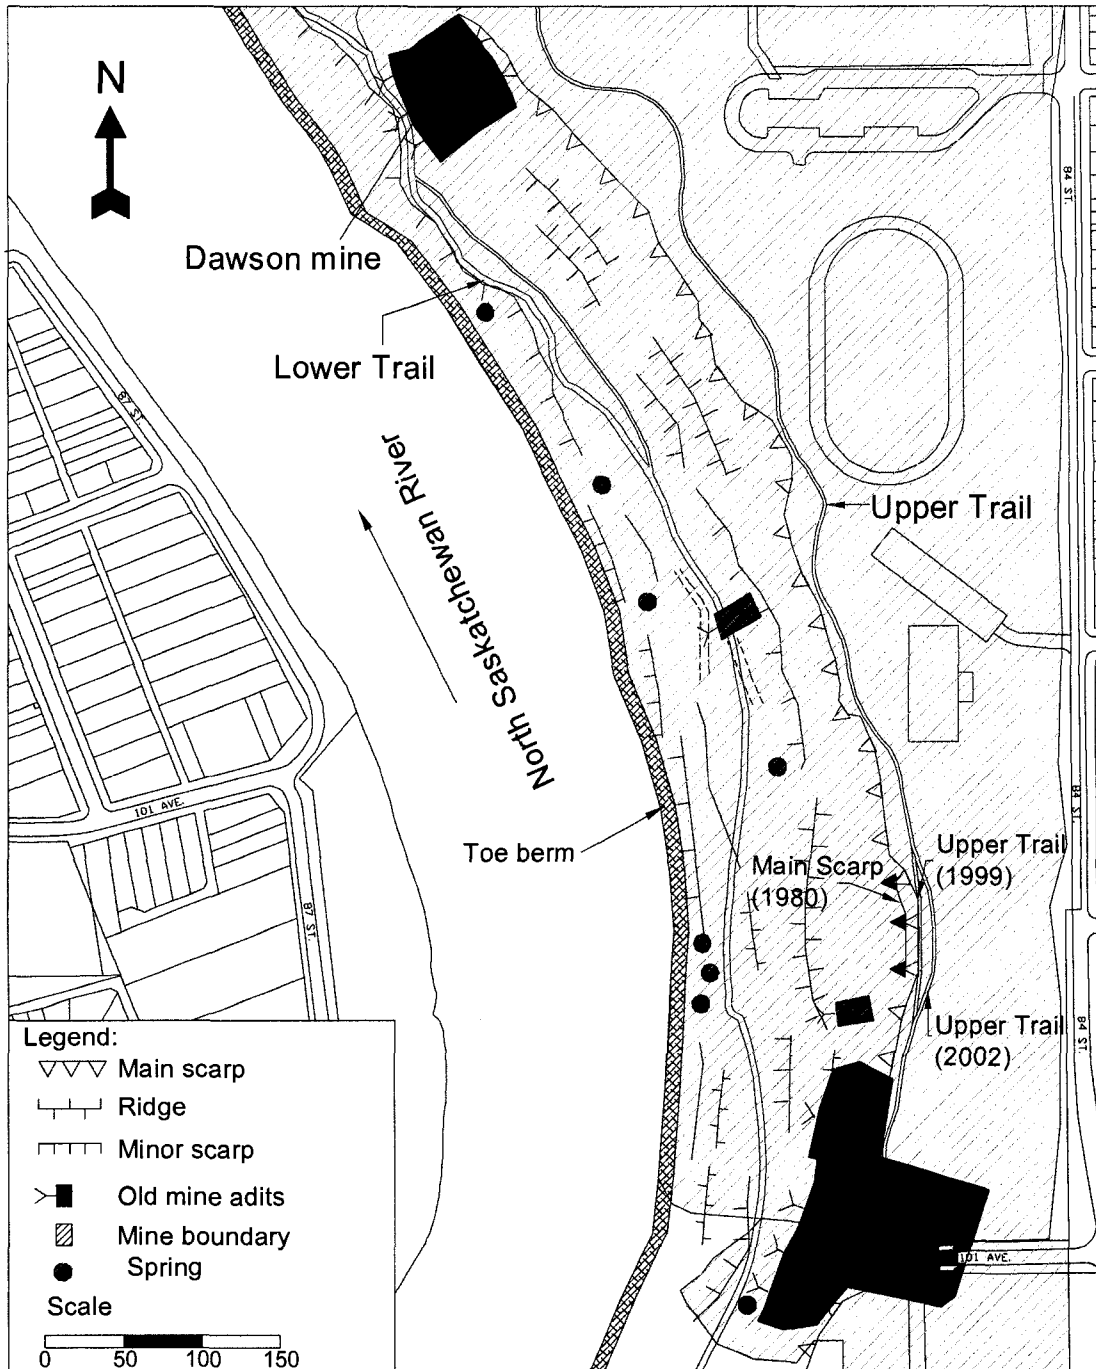 N
84 ST.
Dawson mine
Lower Trail
87 ST.
North Saskatchewan River
Upper Trail
101 AVE.
84 ST.
Toe berm
Main Scarp
(1980)
Upper Trail
(1999)
87 ST.
Upper Trail
(2002)
84 ST.
101 AVE.
Legend:
Main scarp
Ridge
Minor scarp
Old mine adits
Mine boundary
Spring
Scale
0 50 100 150